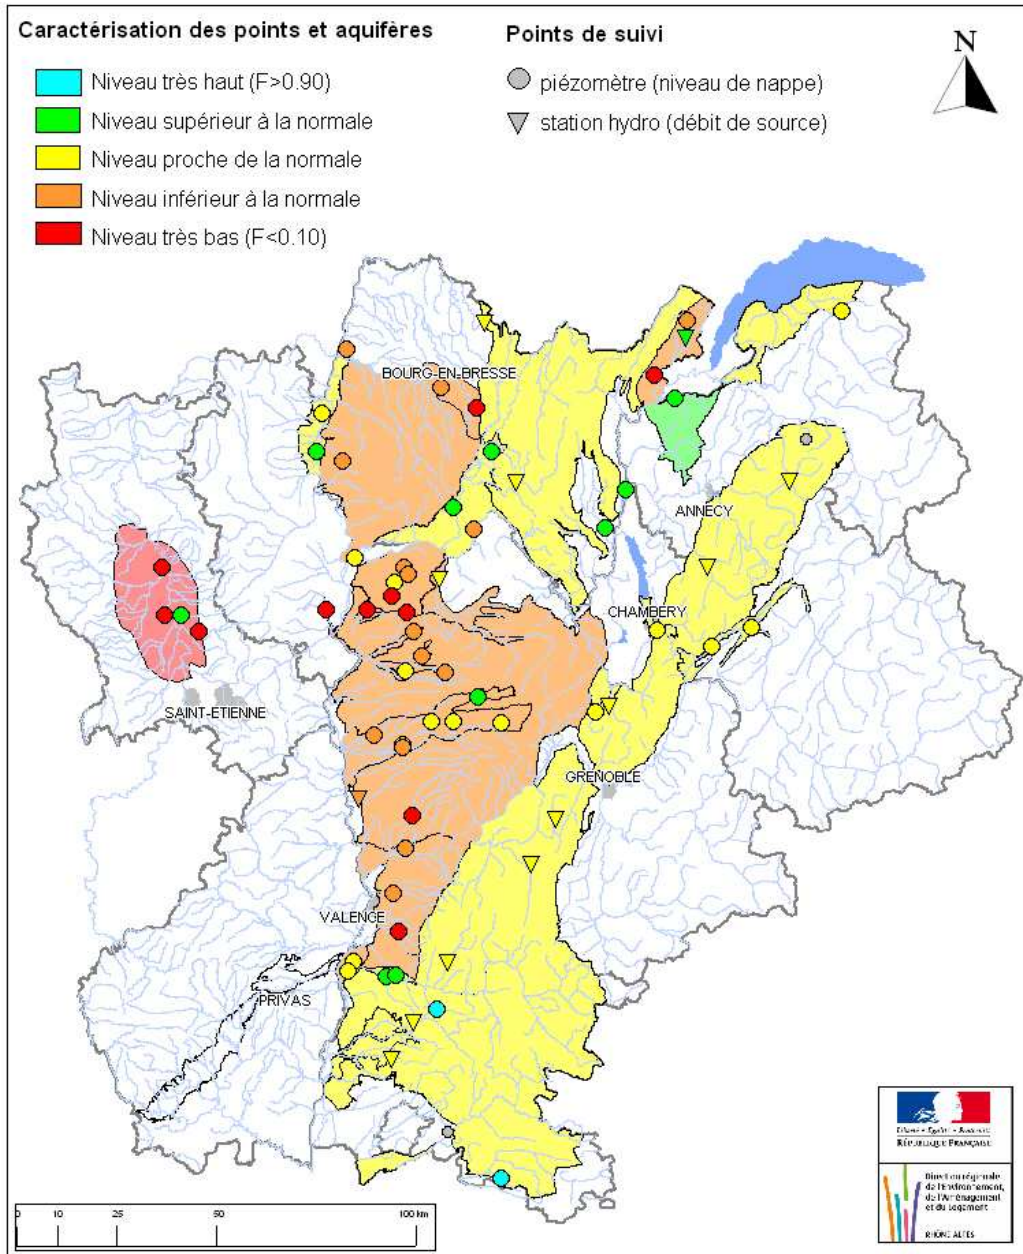 Caractérisation des points et aquifères
Niveau très haut (F>0.90)
Niveau supérieur à la normale
Niveau proche de la normale
Niveau inférieur à la normale
Niveau très bas (F<0.10)
Points de suivi
piézomètre (niveau de nappe)
station hydro (débit de source)
N
BOURG-EN-BRESSE
ANNECY
CHAMBERY
SAINT-ETIENNE
GRENOBLE
VALENCE
PRIVAS
0 10 25 50 100 km
Liberté • Égalité • Fraternité
RÉPUBLIQUE FRANÇAISE
Direction régionale
de l'Environnement,
de l'Aménagement
et du Logement
RHÔNE-ALPES